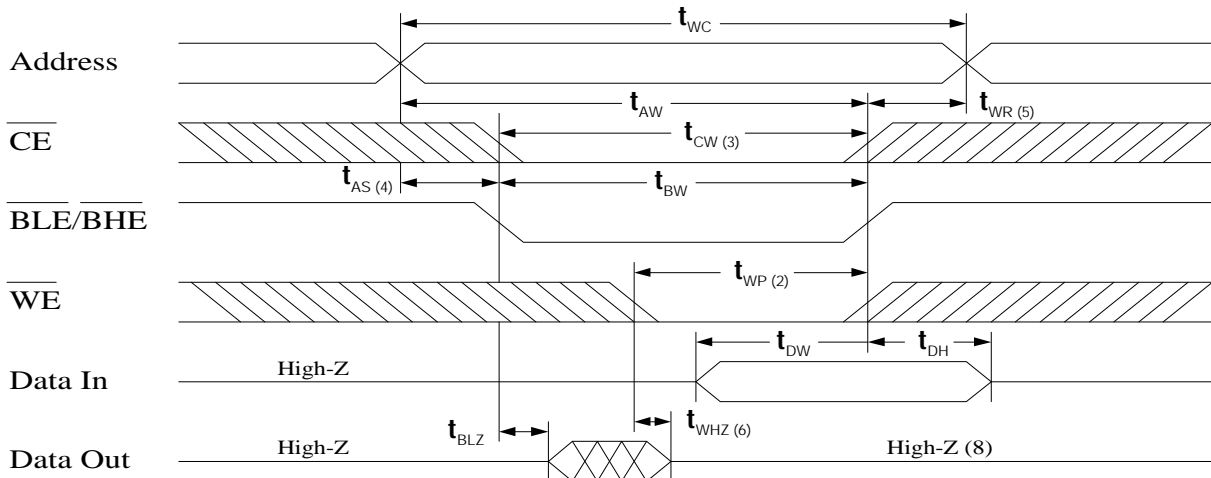 tWC
Address
tAW
tWR (5)
CE
tCW (3)
tAS (4)
tBW
BLE/BHE
tWP (2)
WE
tDW
tDH
Data In
High-Z
tBLZ
tWHZ (6)
Data Out
High-Z
High-Z (8)